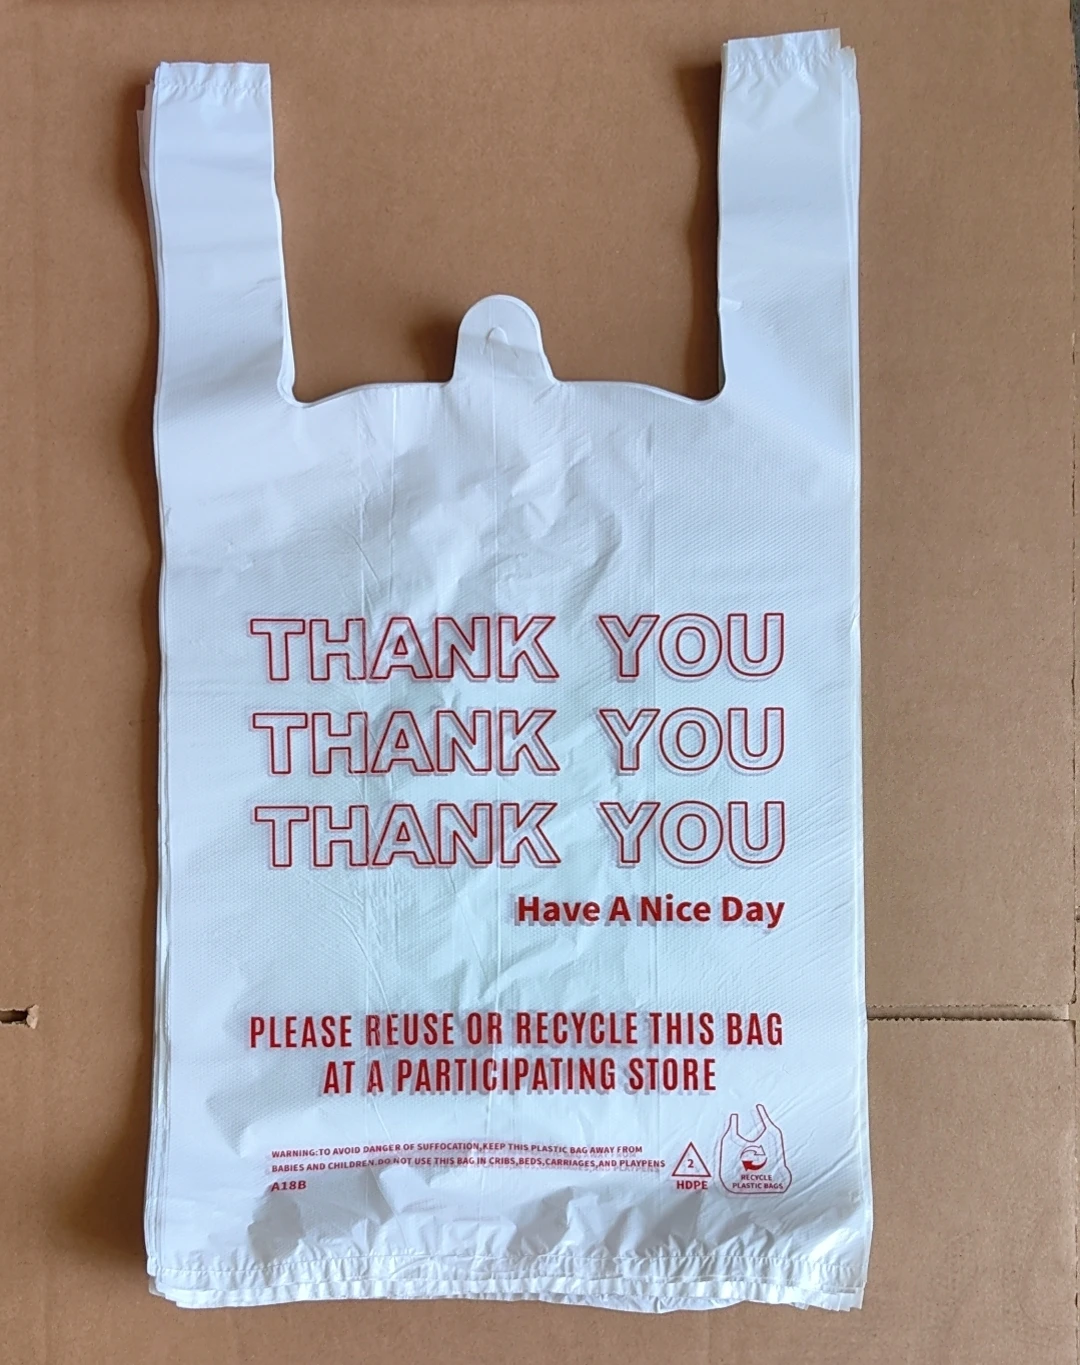 THANK YOU
THANK YOU
THANK YOU
Have A Nice Day
PLEASE REUSE OR RECYCLE THIS BAG
AT A PARTICIPATING STORE
WARNING:TO AVOID DANGER OF SUFFOCATION,KEEP THIS PLASTIC BAG AWAY FROM
BABIES AND CHILDREN.DO NOT USE THIS BAG IN CRIBS,BEDS,CARRIAGES,AND PLAYPENS
A18B
2
HDPE
RECYCLE
PLASTIC BAGS